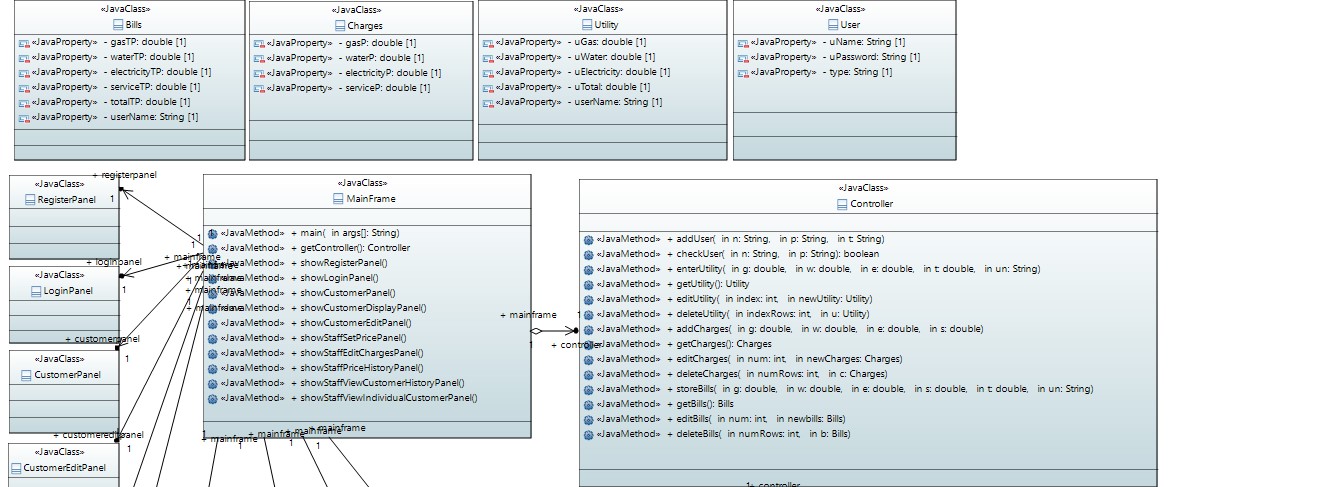 «JavaClass»
Bills
«JavaProperty» - gasTP: double [1]
«JavaProperty» - waterTP: double [1]
«JavaProperty» - electricityTP: double [1]
«JavaProperty» - serviceTP: double [1]
«JavaProperty» - totalTP: double [1]
«JavaProperty» - userName: String [1]
«JavaClass»
Charges
«JavaProperty» - gasP: double [1]
«JavaProperty» - waterP: double [1]
«JavaProperty» - electricityP: double [1]
«JavaProperty» - serviceP: double [1]
«JavaClass»
Utility
«JavaProperty» - uGas: double [1]
«JavaProperty» - uWater: double [1]
«JavaProperty» - uElectricity: double [1]
«JavaProperty» - uTotal: double [1]
«JavaProperty» - userName: String [1]
«JavaClass»
User
«JavaProperty» - uName: String [1]
«JavaProperty» - uPassword: String [1]
«JavaProperty» - type: String [1]
+ registerpanel
«JavaClass»
1
RegisterPanel
+ loginpanel
«JavaClass»
1
LoginPanel
+ customerpanel
«JavaClass»
1
CustomerPanel
+ customereditpanel
«JavaClass»
1
CustomerEditPanel
«JavaClass»
MainFrame
«JavaMethod» + main( in args[]: String)
«JavaMethod» + getController(): Controller
«JavaMethod» + showRegisterPanel()
«JavaMethod» + showLoginPanel()
«JavaMethod» + showCustomerPanel()
«JavaMethod» + showCustomerDisplayPanel()
«JavaMethod» + showCustomerEditPanel()
«JavaMethod» + showStaffSetPricePanel()
«JavaMethod» + showStaffEditChargesPanel()
«JavaMethod» + showStaffPriceHistoryPanel()
«JavaMethod» + showStaffViewCustomerHistoryPanel()
«JavaMethod» + showStaffViewIndividualCustomerPanel()
1
1
+ mainframe
+ mainframe
+ mainframe
+ mainframe
+ mainframe
1
+ mainframe
1
+ mainframe
1
+ mainframe
1
+ mainframe
1
+ mainframe
1
+ controller
1
«JavaClass»
Controller
«JavaMethod» + addUser( in n: String, in p: String, in t: String)
«JavaMethod» + checkUser( in n: String, in p: String): boolean
«JavaMethod» + enterUtility( in g: double, in w: double, in e: double, in t: double, in un: String)
«JavaMethod» + getUtility(): Utility
«JavaMethod» + editUtility( in index: int, in newUtility: Utility)
«JavaMethod» + deleteUtility( in indexRows: int, in u: Utility)
«JavaMethod» + addCharges( in g: double, in w: double, in e: double, in s: double)
«JavaMethod» + getCharges(): Charges
«JavaMethod» + editCharges( in num: int, in newCharges: Charges)
«JavaMethod» + deleteCharges( in numRows: int, in c: Charges)
«JavaMethod» + storeBills( in g: double, in w: double, in e: double, in s: double, in t: double, in un: String)
«JavaMethod» + getBills(): Bills
«JavaMethod» + editBills( in num: int, in newbills: Bills)
«JavaMethod» + deleteBills( in numRows: int, in b: Bills)
1+ controller